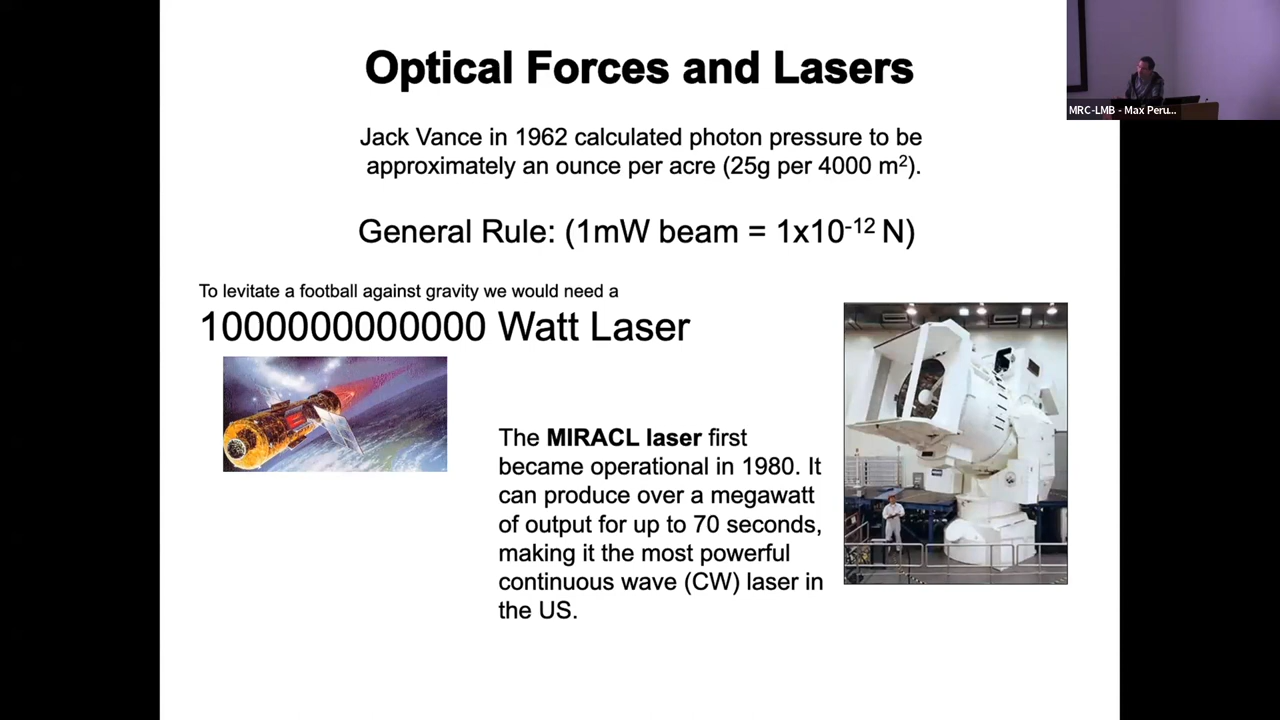 Optical Forces and Lasers
MRC-LMB - Max Peru...
Jack Vance in 1962 calculated photon pressure to be
approximately an ounce per acre (25g per 4000 m²).
General Rule: (1mW beam = 1x10⁻¹² N)
To levitate a football against gravity we would need a
1000000000000 Watt Laser
The MIRACL laser first
became operational in 1980. It
can produce over a megawatt
of output for up to 70 seconds,
making it the most powerful
continuous wave (CW) laser in
the US.